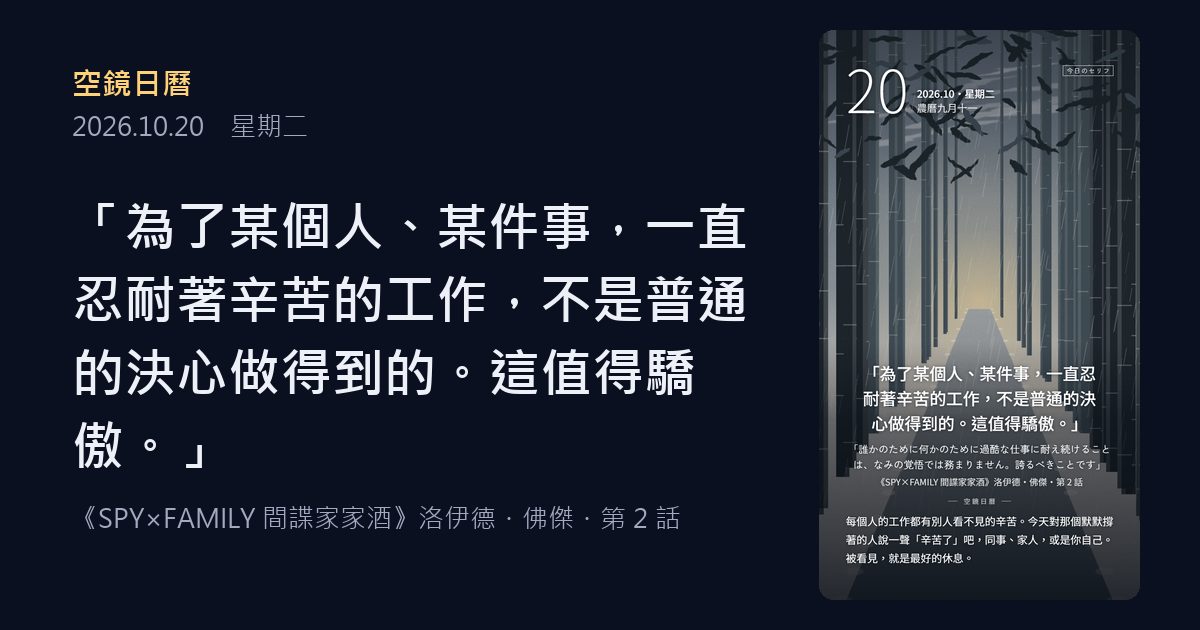 空鏡日曆
2026.10.20 星期二
「為了某個人、某件事，一直
忍耐著辛苦的工作，不是普通
的決心做得到的。這值得驕
傲。」
《SPY×FAMILY 間諜家家酒》洛伊德・佛傑・第 2 話
20
2026.10・星期二
農曆九月十一
今日のセリフ
「為了某個人、某件事，一直忍
耐著辛苦的工作，不是普通的決
心做得到的。這值得驕傲。」
「誰かのために何かのために過酷な仕事に耐え続けること
は、なみの覚悟では務まりません。誇るべきことです」
《SPY×FAMILY 間諜家家酒》洛伊德・佛傑・第 2 話
— 空鏡日曆 —
每個人的工作都有別人看不見的辛苦。今天對那個默默撐
著的人說一聲「辛苦了」吧，同事、家人，或是你自己。
被看見，就是最好的休息。